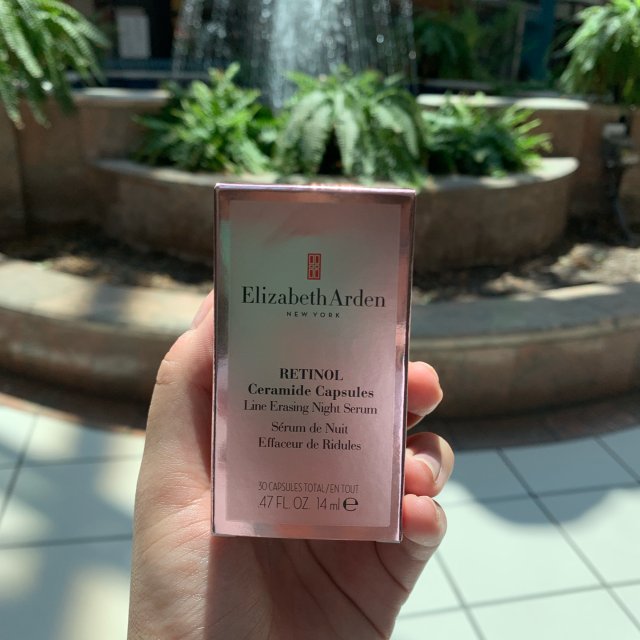 Elizabeth Arden
NEW YORK
RETINOL
Ceramide Capsules
Line Erasing Night Serum
Sérum de Nuit
Effaceur de Ridules
30 CAPSULES TOTAL/EN TOUT
.47 FL. OZ. 14 ml ℮